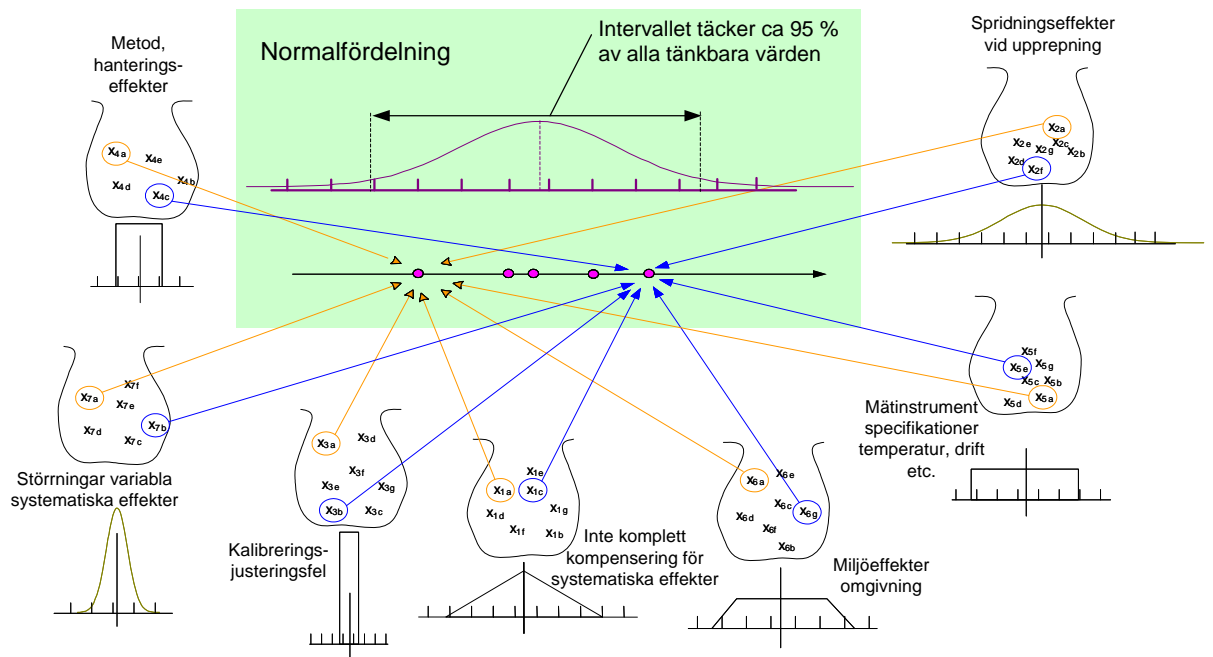 Metod,
hanterings-
effekter
Normalfördelning
Intervallet täcker ca 95 %
av alla tänkbara värden
Spridningseffekter
vid upprepning
X4a
X4e
X4b
X4d
X4c
X2a
X2e
X2c
X2g
X2b
X2d
X2f
X7f
X7a
X7e
X7b
X7d
X7c
Störrningar variabla
systematiska effekter
X3a
X3d
X3f
X3e
X3g
X3b
X3c
Kalibrerings-
justeringsfel
X1e
X1a
X1c
X1d
X1g
X1f
X1b
Inte komplett
kompensering för
systematiska effekter
X6e
X6a
X6c
X6g
X6d
X6f
X6b
Miljöeffekter
omgivning
X5f
X5e
X5g
X5c
X5b
X5d
X5a
Mätinstrument
specifikationer
temperatur, drift
etc.